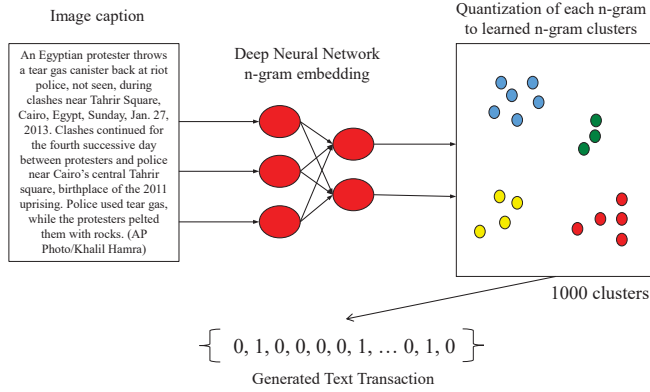 Image caption
An Egyptian protester throws
a tear gas canister back at riot
police, not seen, during
clashes near Tahrir Square,
Cairo, Egypt, Sunday, Jan. 27,
2013. Clashes continued for
the fourth successive day
between protesters and police
near Cairo's central Tahrir
square, birthplace of the 2011
uprising. Police used tear gas,
while the protesters pelted
them with rocks. (AP
Photo/Khalil Hamra)
Deep Neural Network
n-gram embedding
Quantization of each n-gram
to learned n-gram clusters
1000 clusters
{ 0, 1, 0, 0, 0, 0, 1, … 0, 1, 0 }
Generated Text Transaction